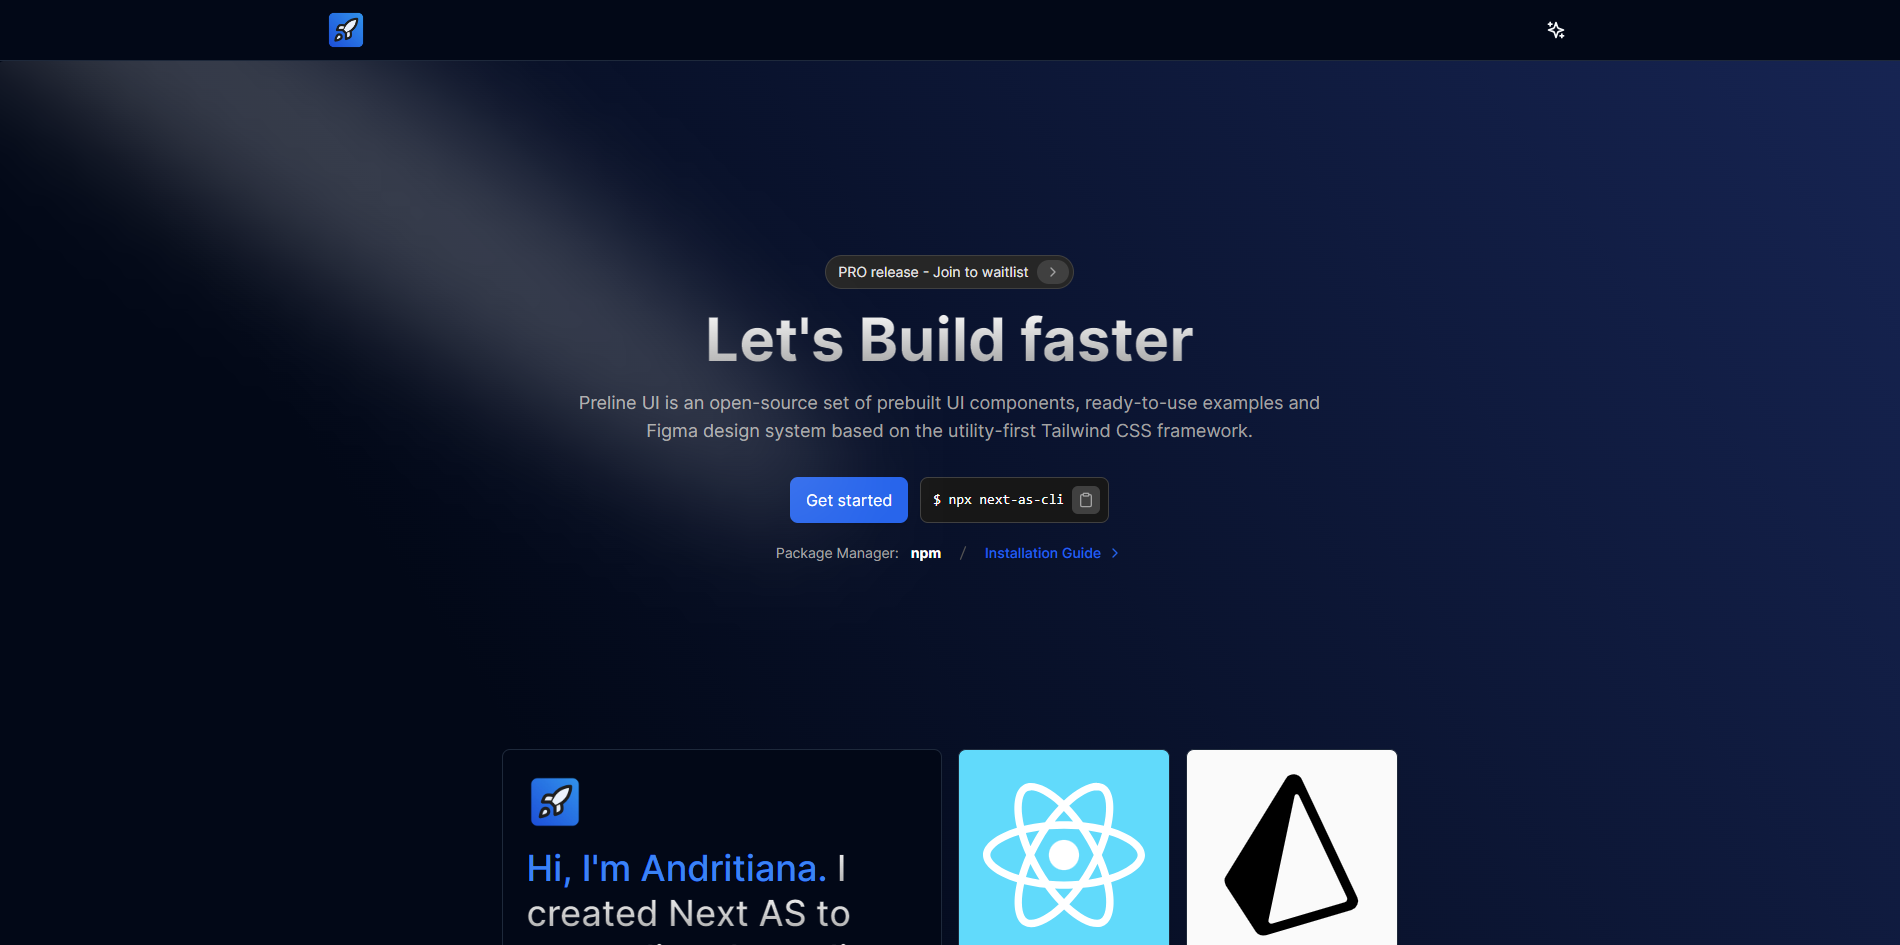 PRO release - Join to waitlist
Let's Build faster
Preline UI is an open-source set of prebuilt UI components, ready-to-use examples and
Figma design system based on the utility-first Tailwind CSS framework.
Get started
$ npx next-as-cli
Package Manager: npm / Installation Guide
Hi, I'm Andritiana. I
created Next AS to